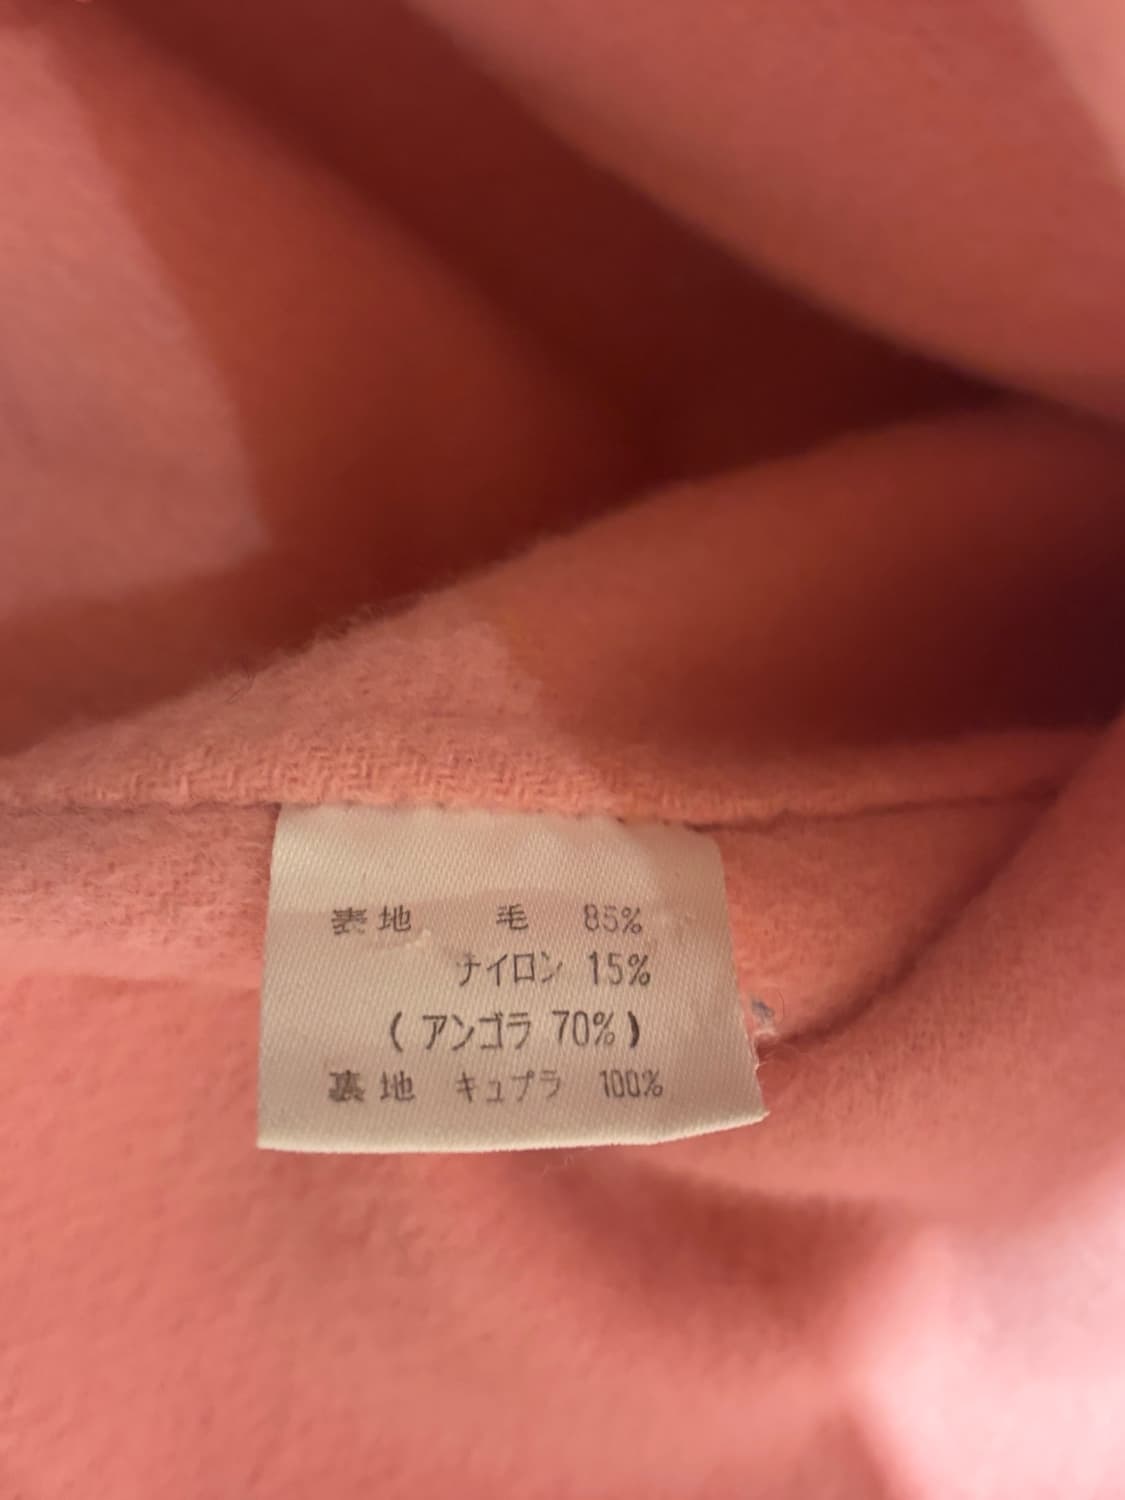 表地 毛 85%
ナイロン 15%
(アンゴラ 70%)
裏地 キュプラ 100%